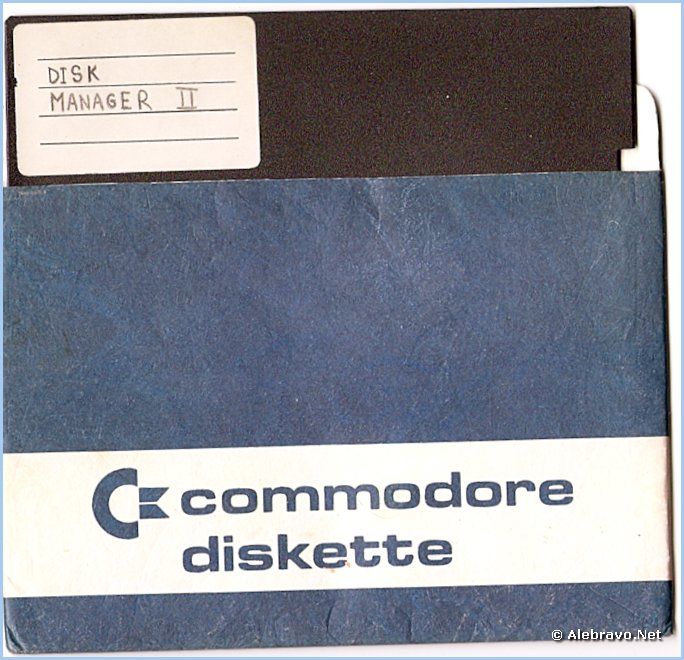 DISK
MANAGER II
commodore
diskette
© Alebravo.Net